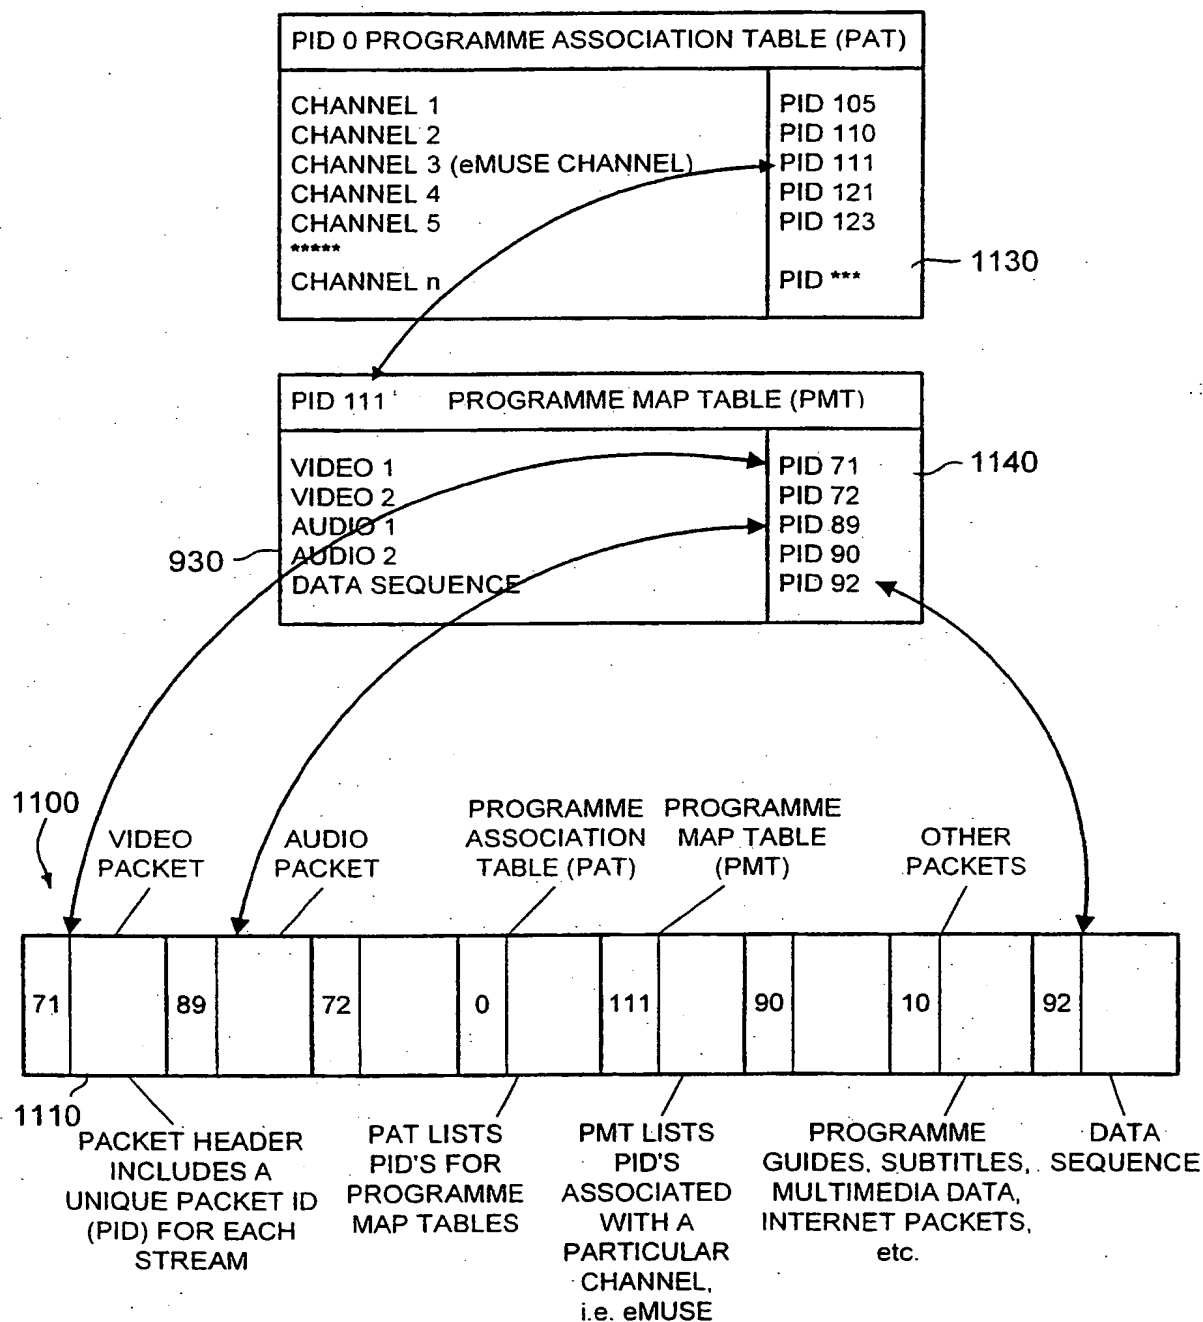 PID 0 PROGRAMME ASSOCIATION TABLE (PAT)
CHANNEL 1 PID 105
CHANNEL 2 PID 110
CHANNEL 3 (eMUSE CHANNEL) PID 111
CHANNEL 4 PID 121
CHANNEL 5 PID 123
*****
CHANNEL n PID ***
1130
PID 111 PROGRAMME MAP TABLE (PMT)
VIDEO 1 PID 71
VIDEO 2 PID 72
AUDIO 1 PID 89
AUDIO 2 PID 90
DATA SEQUENCE PID 92
1140
930
1100
VIDEO
PACKET
AUDIO
PACKET
PROGRAMME
ASSOCIATION
TABLE (PAT)
PROGRAMME
MAP TABLE
(PMT)
OTHER
PACKETS
71 89 72 0 111 90 10 92
1110
PACKET HEADER
INCLUDES A
UNIQUE PACKET ID
(PID) FOR EACH
STREAM
PAT LISTS
PID'S FOR
PROGRAMME
MAP TABLES
PMT LISTS
PID'S
ASSOCIATED
WITH A
PARTICULAR
CHANNEL,
i.e. eMUSE
PROGRAMME
GUIDES, SUBTITLES,
MULTIMEDIA DATA,
INTERNET PACKETS,
etc.
DATA
SEQUENCE